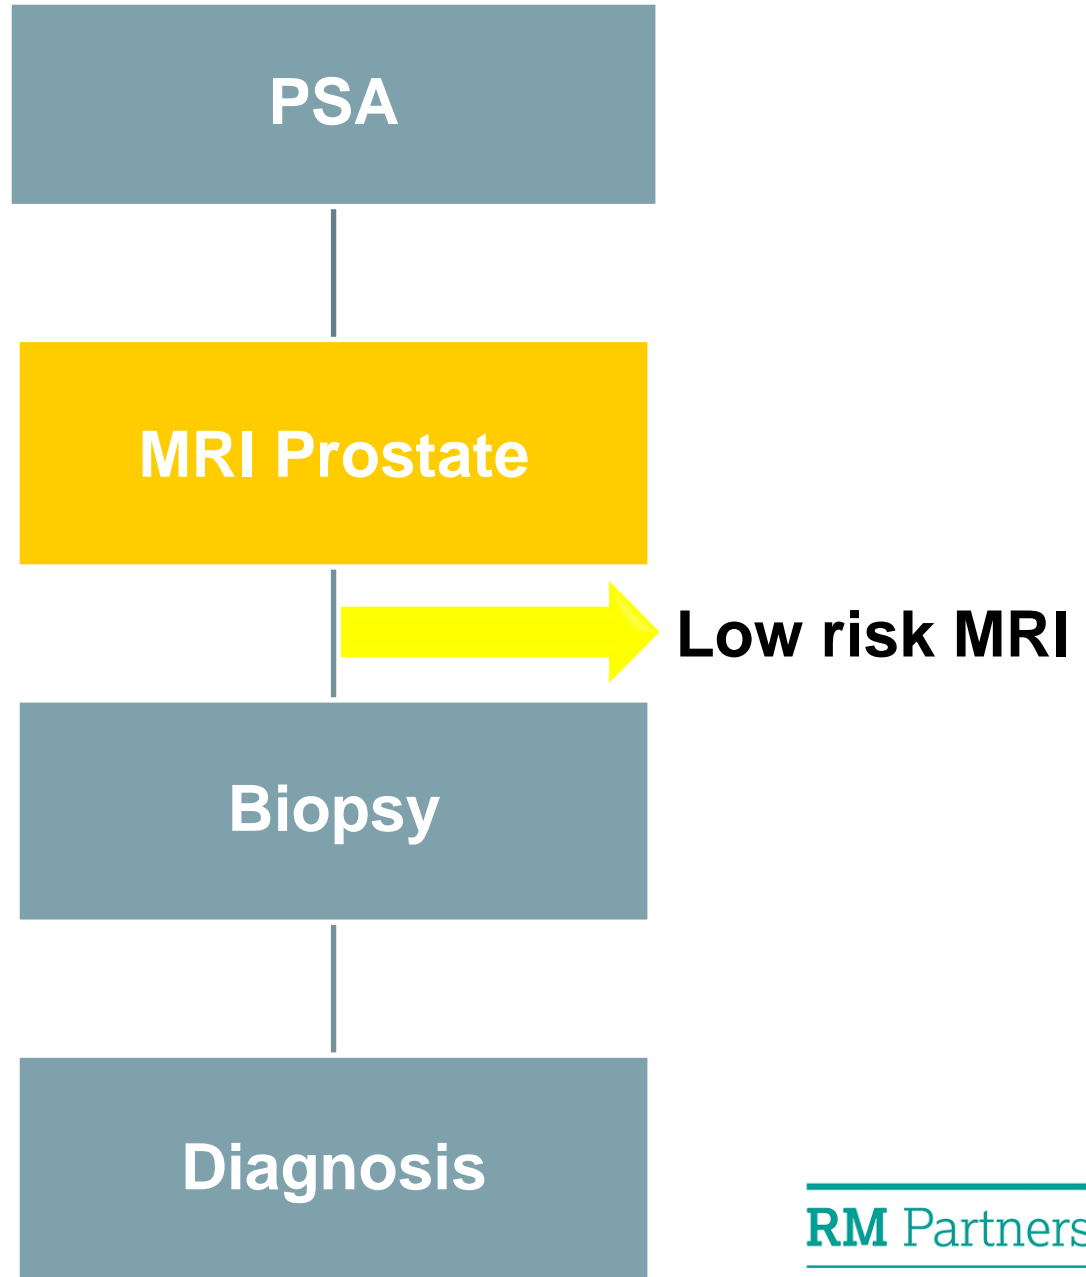 PSA
MRI Prostate
Low risk MRI
Biopsy
Diagnosis
RM Partners